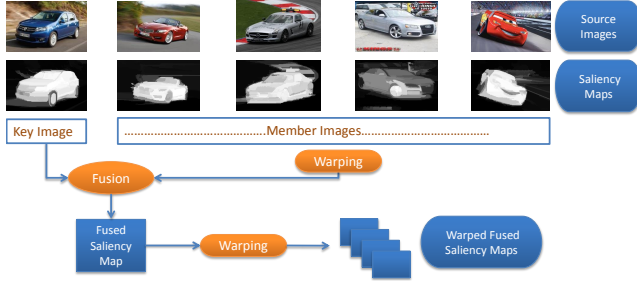 Source
Images
Saliency
Maps
Key Image
......................................Member Images......................................
Warping
Fusion
Fused
Saliency
Map
Warping
Warped Fused
Saliency Maps